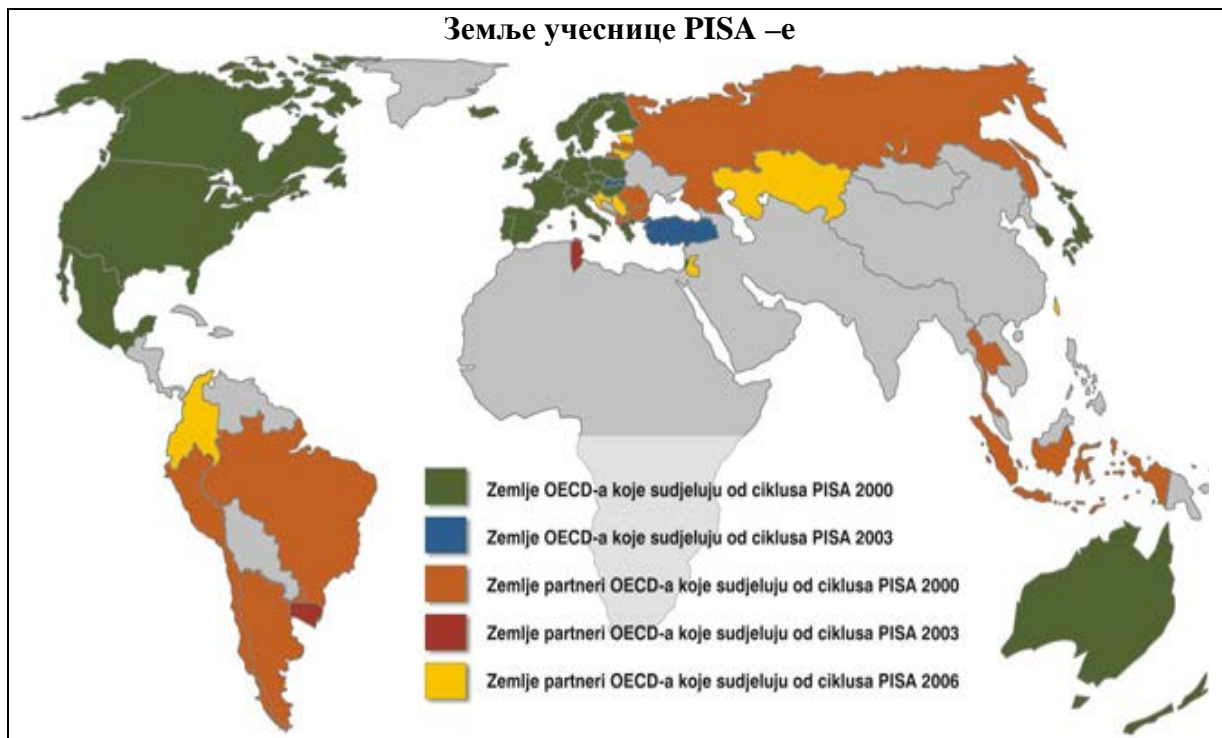 Земље учеснице PISA –е
Zemlje OECD-a koje sudjeluju od ciklusa PISA 2000
Zemlje OECD-a koje sudjeluju od ciklusa PISA 2003
Zemlje partneri OECD-a koje sudjeluju od ciklusa PISA 2000
Zemlje partneri OECD-a koje sudjeluju od ciklusa PISA 2003
Zemlje partneri OECD-a koje sudjeluju od ciklusa PISA 2006